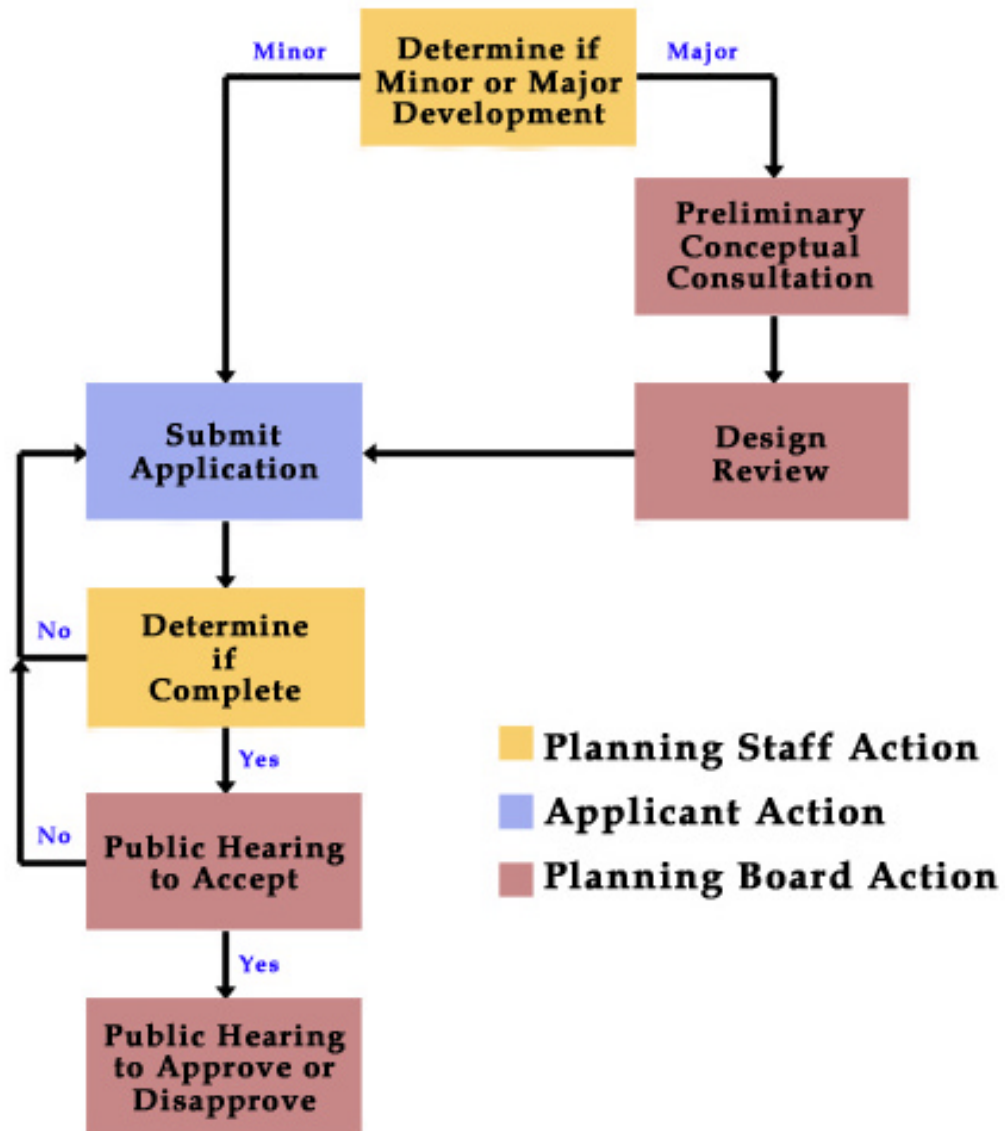 Minor
Determine if
Minor or Major
Development
Major
Preliminary
Conceptual
Consultation
Submit
Application
Design
Review
No
Determine
if
Complete
Yes
Planning Staff Action
Applicant Action
Planning Board Action
No
Public Hearing
to Accept
Yes
Public Hearing
to Approve or
Disapprove